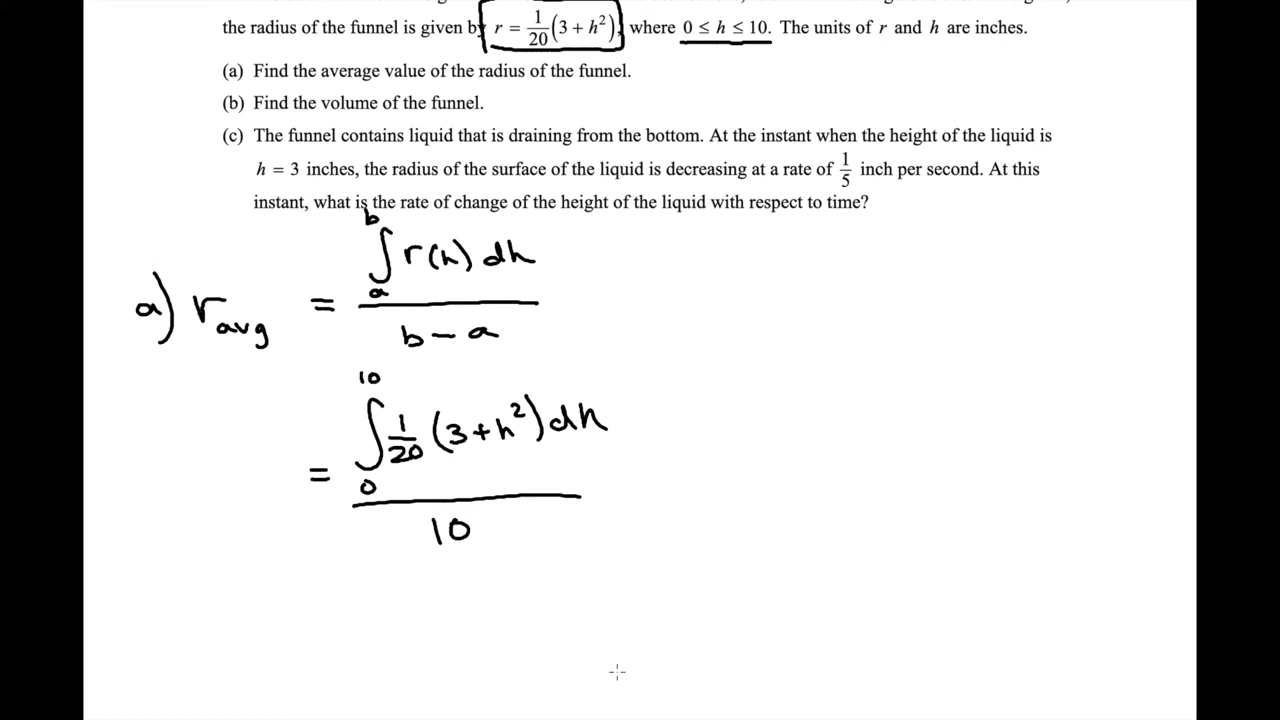 the radius of the funnel is given by r = 1/20 (3 + h²), where 0 ≤ h ≤ 10. The units of r and h are inches.
(a) Find the average value of the radius of the funnel.
(b) Find the volume of the funnel.
(c) The funnel contains liquid that is draining from the bottom. At the instant when the height of the liquid is
h = 3 inches, the radius of the surface of the liquid is decreasing at a rate of 1/5 inch per second. At this
instant, what is the rate of change of the height of the liquid with respect to time?
a) r_avg = ∫_a^b r(h) dh / b - a
= ∫_0^10 1/20 (3+h²) dh / 10